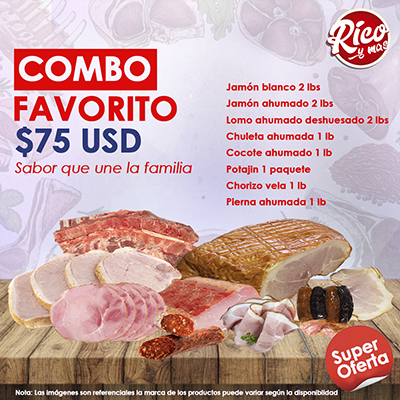 Rico
y más
COMBO
FAVORITO
$75 USD
Sabor que une la familia
Jamón blanco 2 lbs
Jamón ahumado 2 lbs
Lomo ahumado deshuesado 2 lbs
Chuleta ahumada 1 lb
Cocote ahumado 1 lb
Potajin 1 paquete
Chorizo vela 1 lb
Pierna ahumada 1 lb
Super
Oferta
Nota: Las imágenes son referenciales la marca de los productos puede variar según la disponiblidad